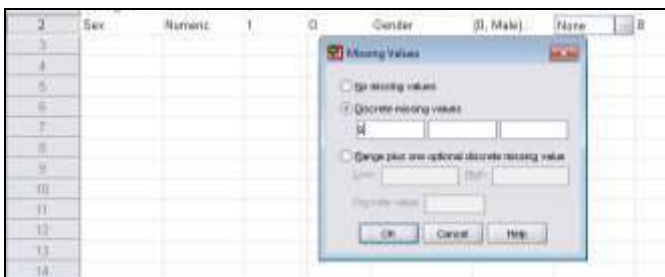 2 Sex Numeric 1 0 Gender {0, Male} None ... 8
3
4
5
6
7
8
9
10
11
12
13
14
Missing Values
No missing values
Discrete missing values
Range plus one optional discrete missing value
Low: High:
Discrete value:
OK Cancel Help